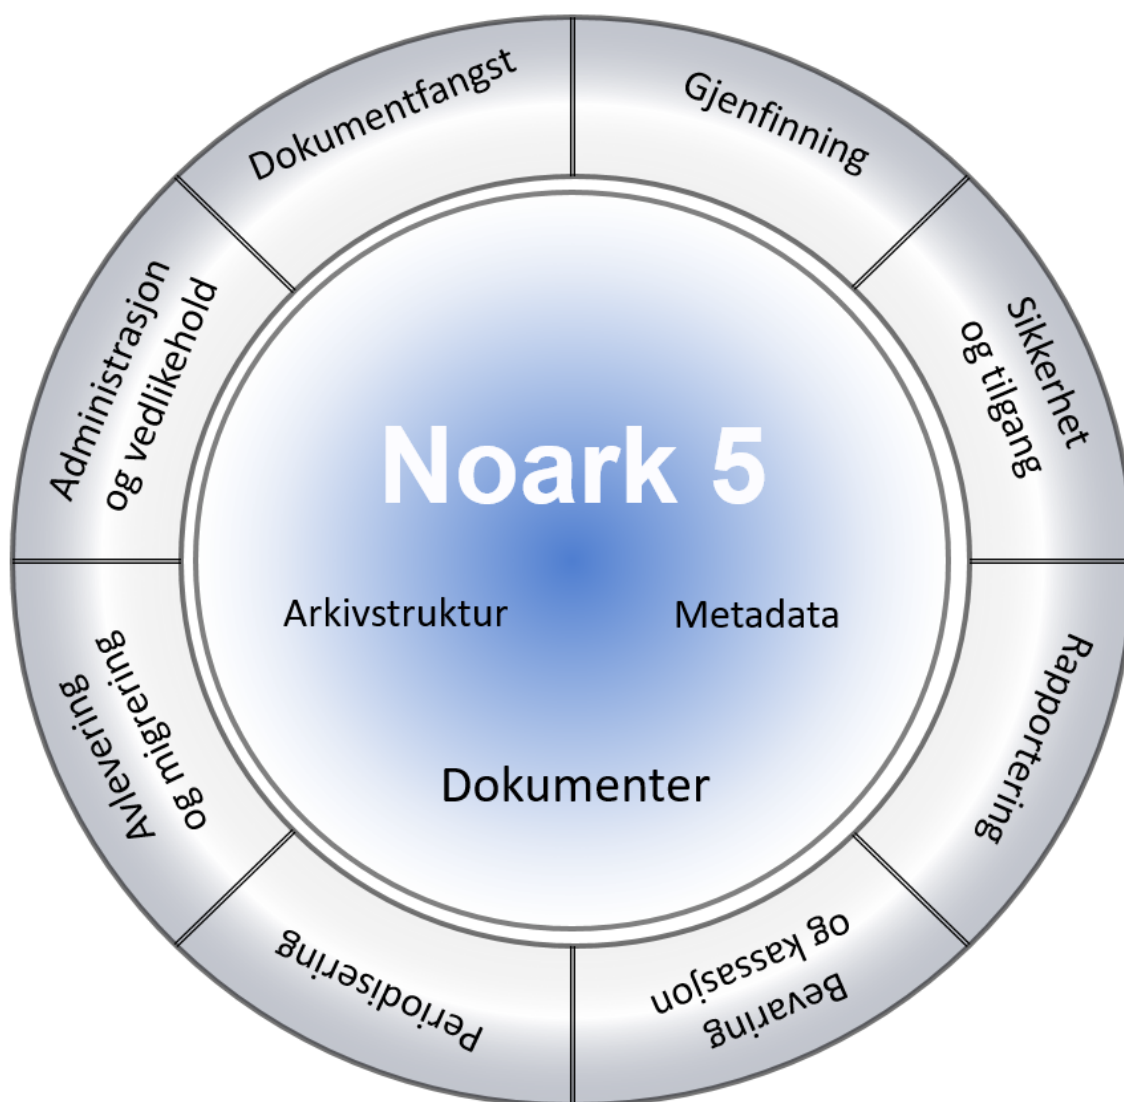 Dokumentfangst
Gjenfinning
Sikkerhet
og tilgang
Rapportering
Bevaring
og kassasjon
Periodisering
Avlevering
og migrering
Administrasjon
og vedlikehold
Noark 5
Arkivstruktur
Metadata
Dokumenter